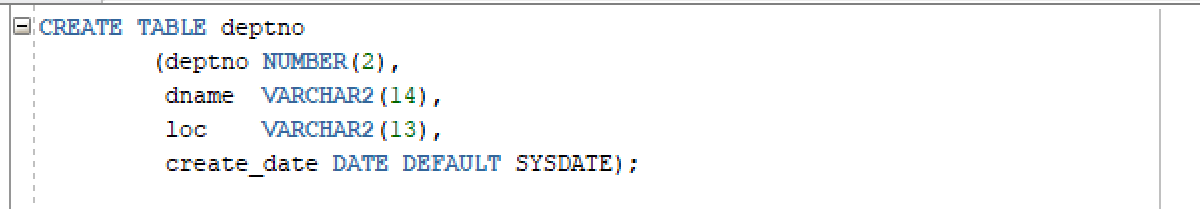 CREATE TABLE deptno
(deptno NUMBER(2),
dname VARCHAR2(14),
loc VARCHAR2(13),
create_date DATE DEFAULT SYSDATE);